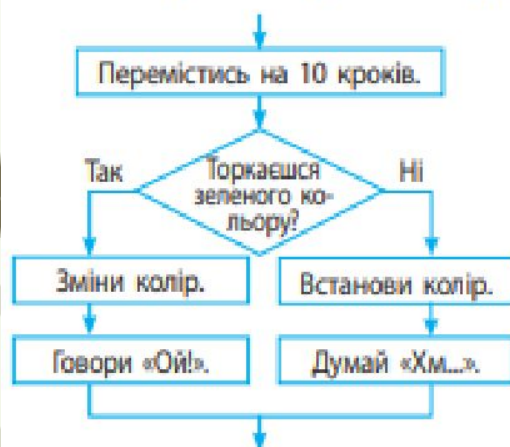 Перемістись на 10 кроків.
Торкаєшся
зеленого ко-
льору?
Так
Ні
Зміни колір.
Встанови колір.
Говори «Ой!».
Думай «Хм...».